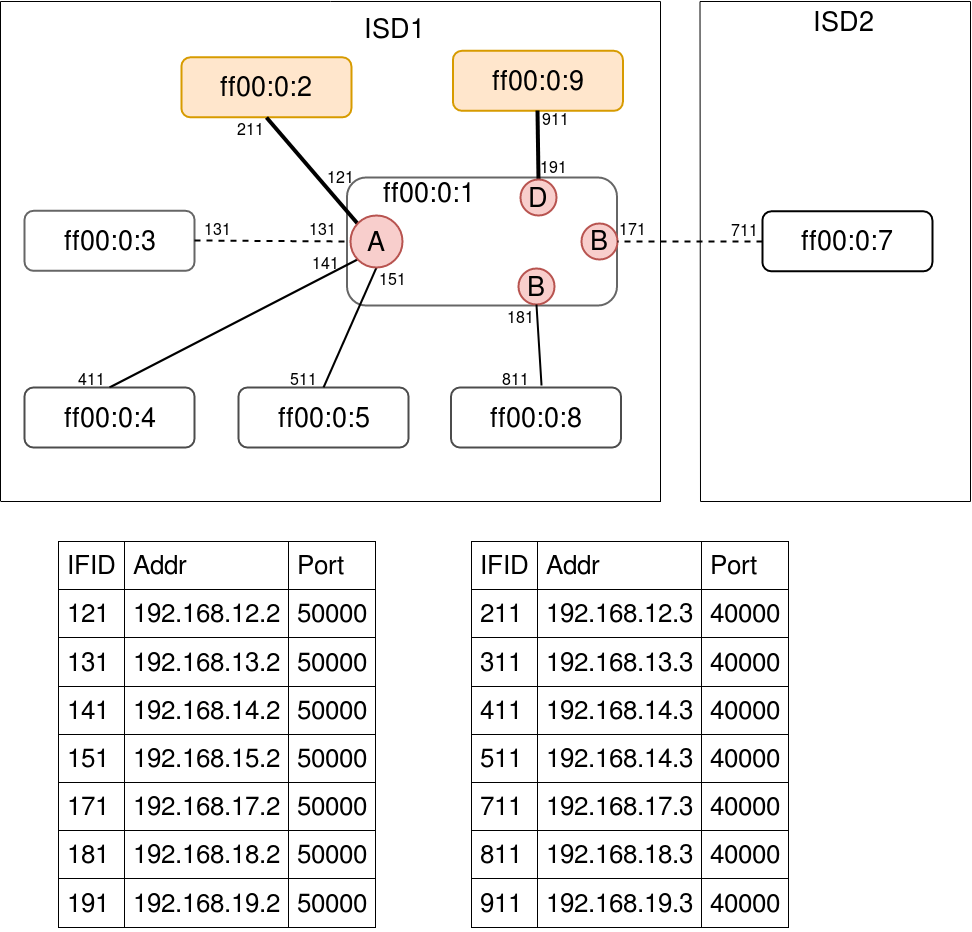 ISD1
ISD2
ff00:0:2
ff00:0:9
211
911
121
191
ff00:0:1
D
ff00:0:3
131
131
A
B
171
711
ff00:0:7
141
151
B
181
411
511
811
ff00:0:4
ff00:0:5
ff00:0:8
IFID Addr Port
121 192.168.12.2 50000
131 192.168.13.2 50000
141 192.168.14.2 50000
151 192.168.15.2 50000
171 192.168.17.2 50000
181 192.168.18.2 50000
191 192.168.19.2 50000
IFID Addr Port
211 192.168.12.3 40000
311 192.168.13.3 40000
411 192.168.14.3 40000
511 192.168.14.3 40000
711 192.168.17.3 40000
811 192.168.18.3 40000
911 192.168.19.3 40000